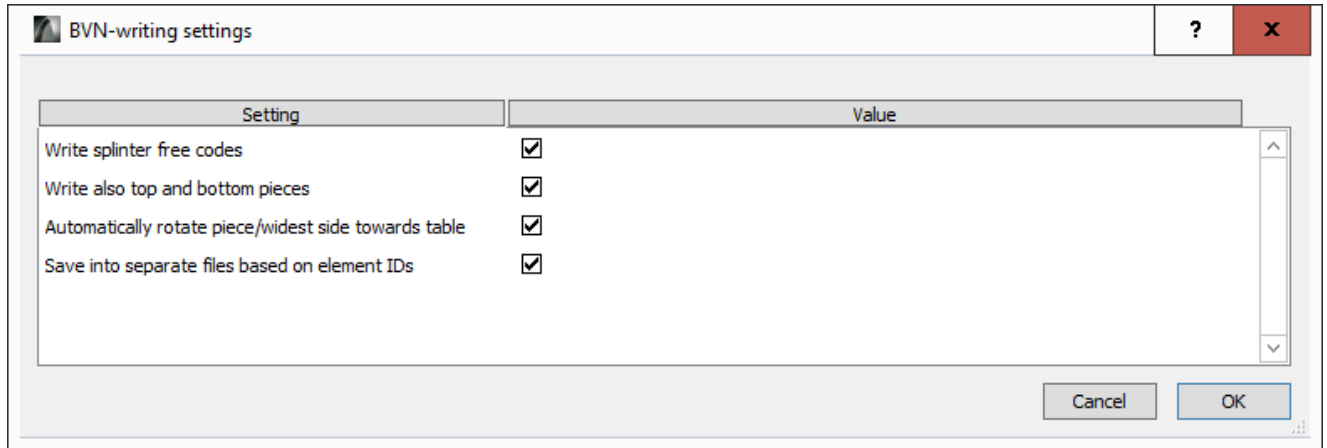 BVN-writing settings
? x
Setting Value
Write splinter free codes
Write also top and bottom pieces
Automatically rotate piece/widest side towards table
Save into separate files based on element IDs
Cancel OK